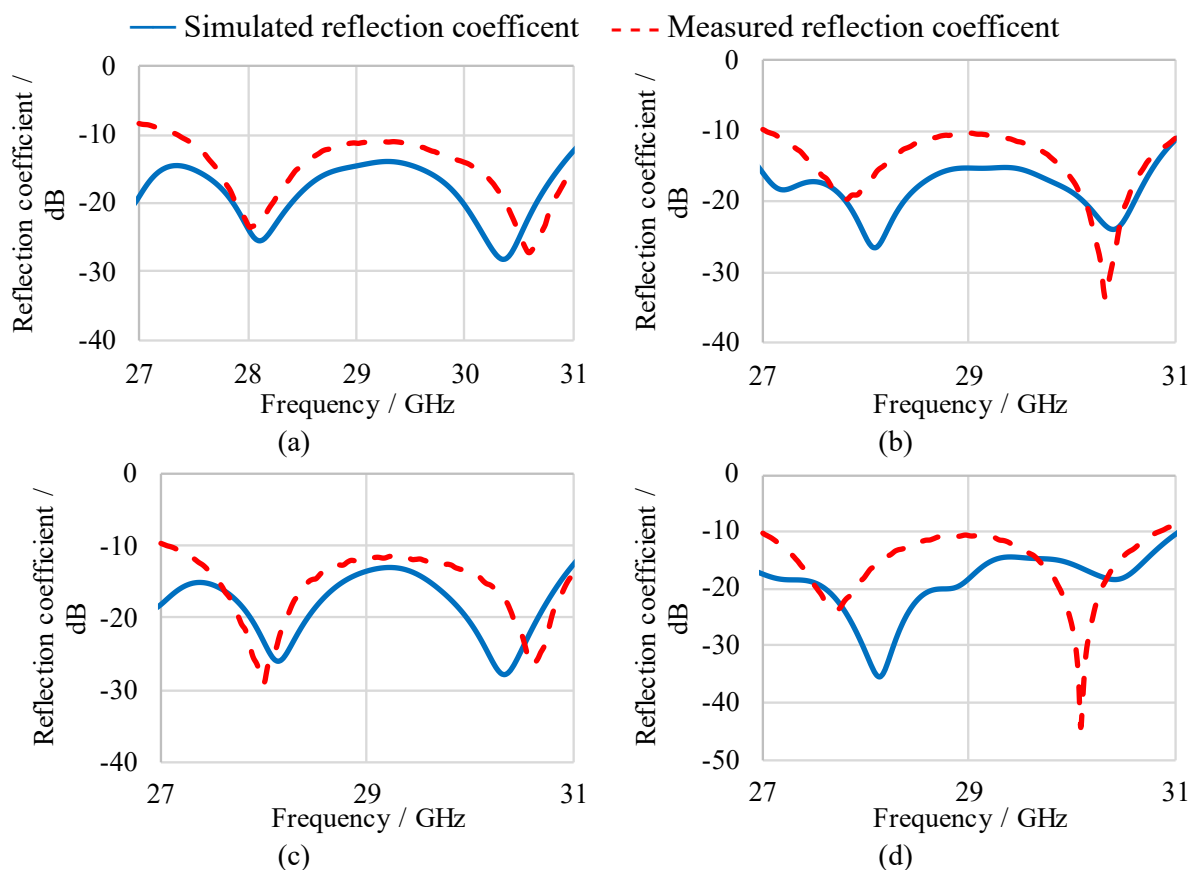 Simulated reflection coefficent Measured reflection coefficent
Reflection coefficient /
dB
0
-10
-20
-30
-40
27 28 29 30 31
Frequency / GHz
(a)
Reflection coefficient /
dB
0
-10
-20
-30
-40
27 29 31
Frequency / GHz
(b)
Reflection coefficient /
dB
0
-10
-20
-30
-40
27 29 31
Frequency / GHz
(c)
Reflection coefficient /
dB
0
-10
-20
-30
-40
-50
27 29 31
Frequency / GHz
(d)